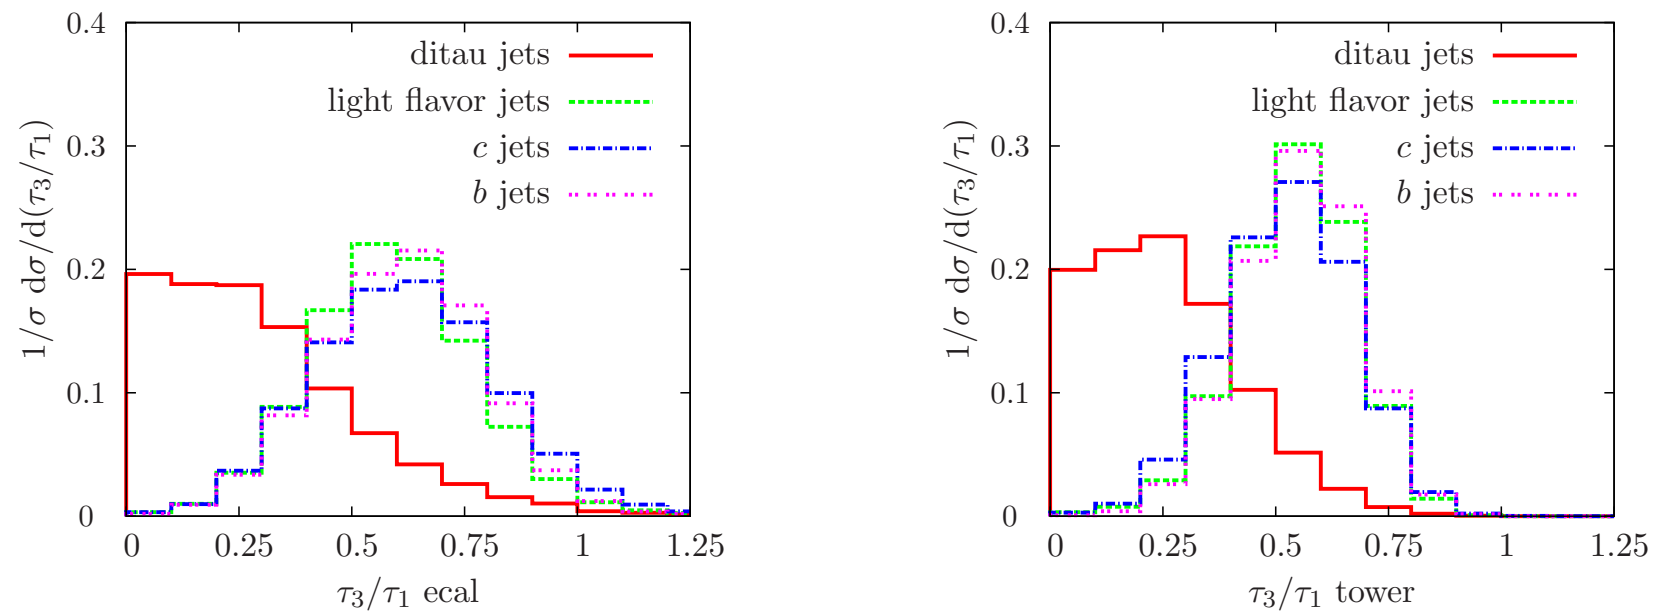 1/σ dσ/d(τ₃/τ₁)
0.4
0.3
0.2
0.1
0
ditau jets
light flavor jets
c jets
b jets
0 0.25 0.5 0.75 1 1.25
τ₃/τ₁ ecal
1/σ dσ/d(τ₃/τ₁)
0.4
0.3
0.2
0.1
0
ditau jets
light flavor jets
c jets
b jets
0 0.25 0.5 0.75 1 1.25
τ₃/τ₁ tower